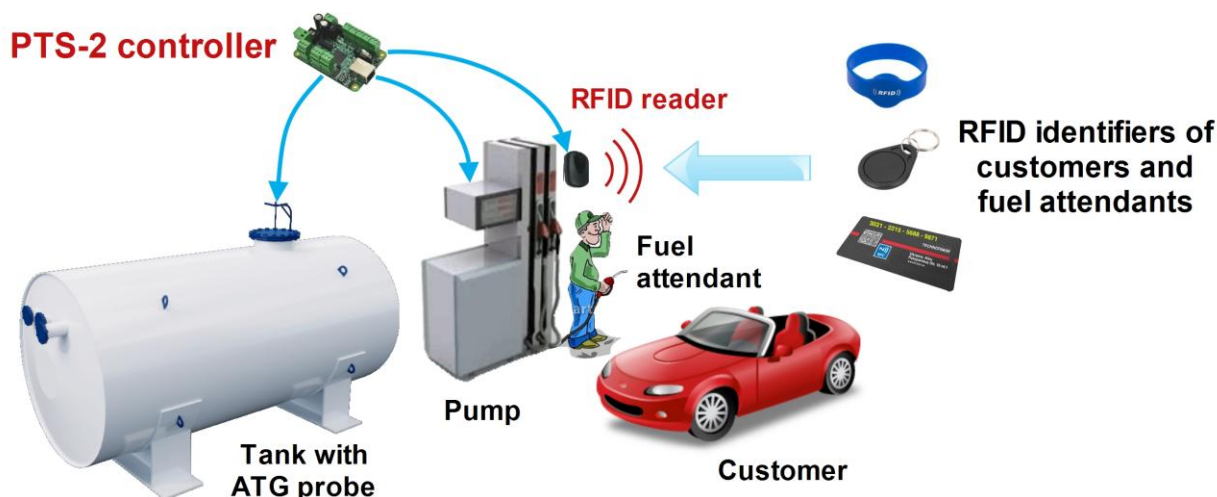 PTS-2 controller
RFID reader
RFID
RFID identifiers of
customers and
fuel attendants
Fuel
attendant
Pump
Tank with
ATG probe
Customer